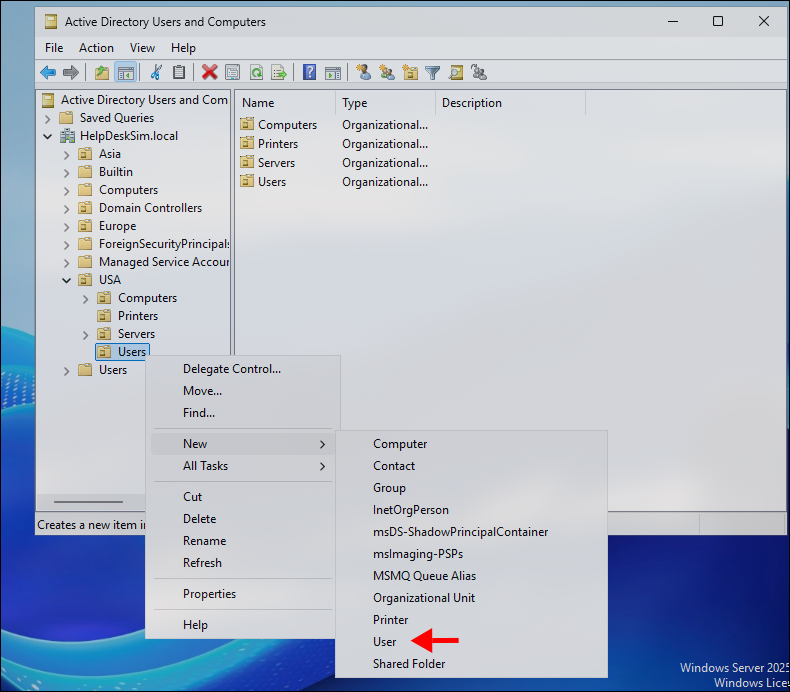 Active Directory Users and Computers
File Action View Help
Active Directory Users and Com
Saved Queries
HelpDeskSim.local
Asia
Builtin
Computers
Domain Controllers
Europe
ForeignSecurityPrincipals
Managed Service Accour
USA
Computers
Printers
Servers
Users
Users
Name Type Description
Computers Organizational...
Printers Organizational...
Servers Organizational...
Users Organizational...
Creates a new item in
Delegate Control...
Move...
Find...
New
All Tasks
Cut
Delete
Rename
Refresh
Properties
Help
Computer
Contact
Group
InetOrgPerson
msDS-ShadowPrincipalContainer
msImaging-PSPs
MSMQ Queue Alias
Organizational Unit
Printer
User
Shared Folder
Windows Server 2025
Windows Lice